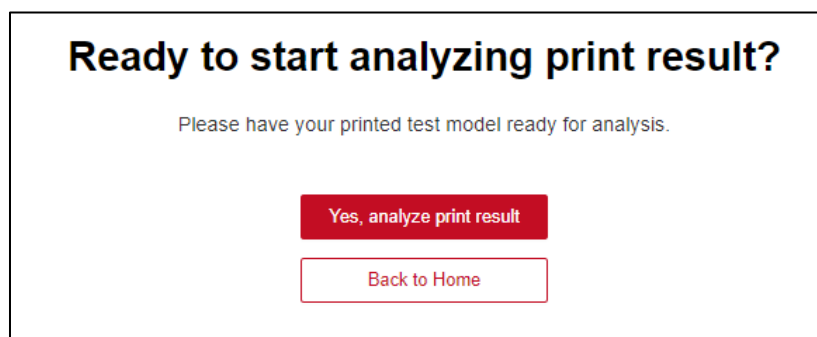 Ready to start analyzing print result?
Please have your printed test model ready for analysis.
Yes, analyze print result
Back to Home